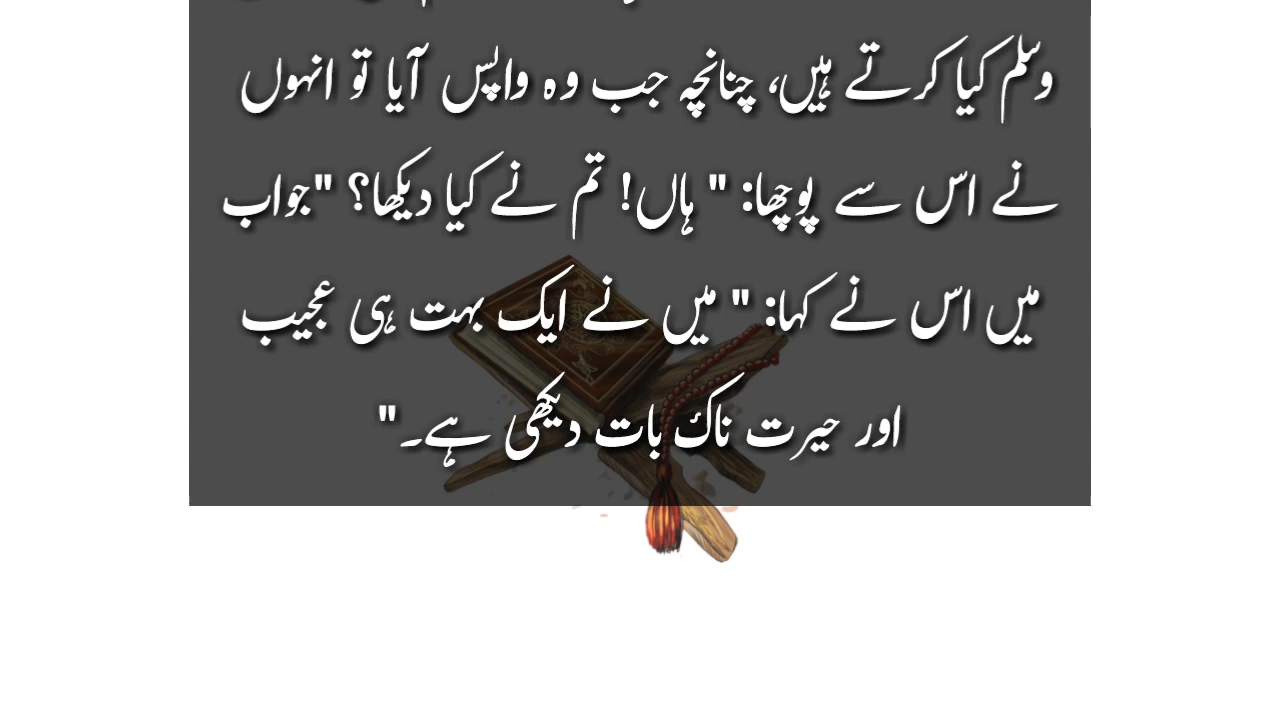 وسلم کیا کرتے ہیں، چنانچہ جب وہ واپس آیا تو انہوں
نے اس سے پوچھا: " ہاں! تم نے کیا دیکھا؟ "جواب
میں اس نے کہا: " میں نے ایک بہت ہی عجیب
اور حیرت ناک بات دیکھی ہے۔"